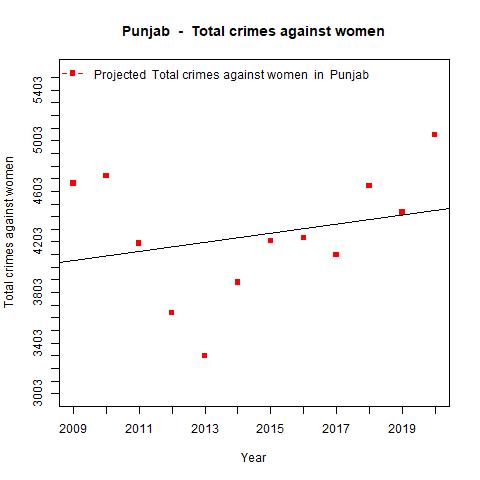 Punjab - Total crimes against women
Projected Total crimes against women in Punjab
Total crimes against women
5403
5003
4603
4203
3803
3403
3003
2009 2011 2013 2015 2017 2019
Year